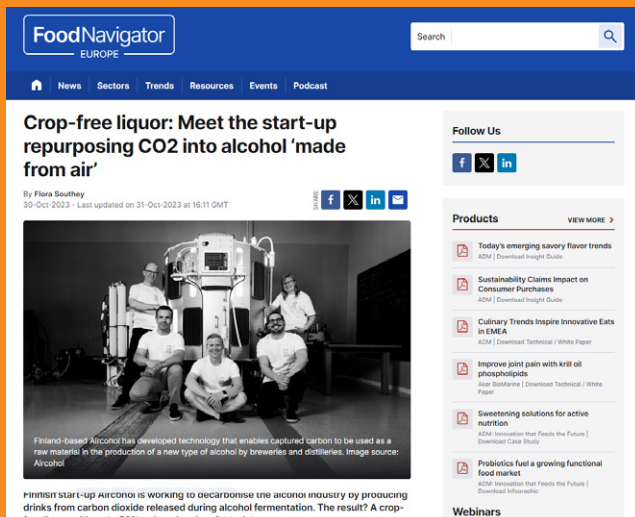 FoodNavigator
EUROPE
Search
News Sectors Trends Resources Events Podcast
Crop-free liquor: Meet the start-up
repurposing CO2 into alcohol ‘made
from air’
By Flora Southey
30-Oct-2023 - Last updated on 31-Oct-2023 at 16:11 GMT
SHARE
Finland-based Aircohol has developed technology that enables captured carbon to be used as a
raw material in the production of a new type of alcohol by breweries and distilleries. Image source:
Aircohol
Finnish start-up Aircohol is working to decarbonise the alcohol industry by producing
drinks from carbon dioxide released during alcohol fermentation. The result? A crop-
Follow Us
Products VIEW MORE
Today's emerging savory flavor trends
ADM | Download Insight Guide
Sustainability Claims Impact on
Consumer Purchases
ADM | Download Insight Guide
Culinary Trends Inspire Innovative Eats
in EMEA
ADM | Download Technical / White Paper
Improve joint pain with krill oil
phospholipids
Aker BioMarine | Download Technical / White
Paper
Sweetening solutions for active
nutrition
ADM: Innovation that Feeds the Future |
Download Case Study
Probiotics fuel a growing functional
food market
ADM: Innovation that Feeds the Future |
Download Infographic
Webinars